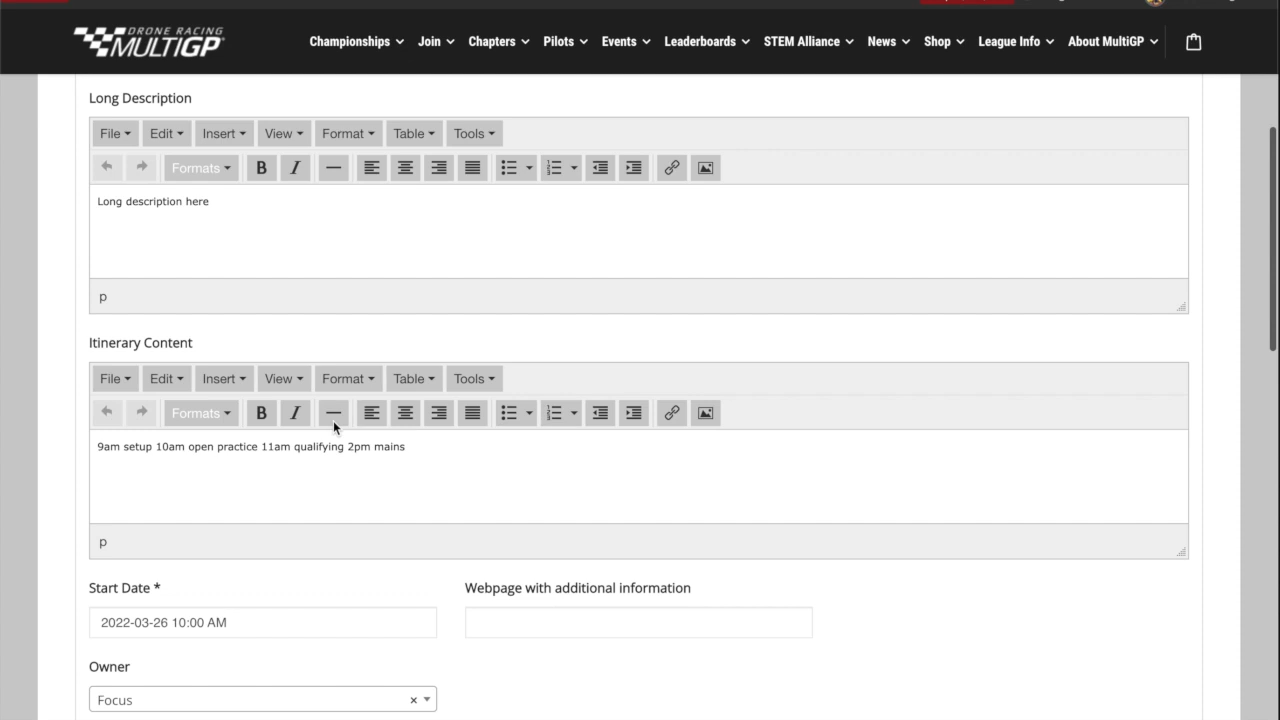 DRONE RACING
MULTIGP
Championships Join Chapters Pilots Events Leaderboards STEM Alliance News Shop League Info About MultiGP
Long Description
File Edit Insert View Format Table Tools
Formats B I
Long description here
p
Itinerary Content
File Edit Insert View Format Table Tools
Formats B I
9am setup 10am open practice 11am qualifying 2pm mains
p
Start Date * Webpage with additional information
2022-03-26 10:00 AM
Owner
Focus ×